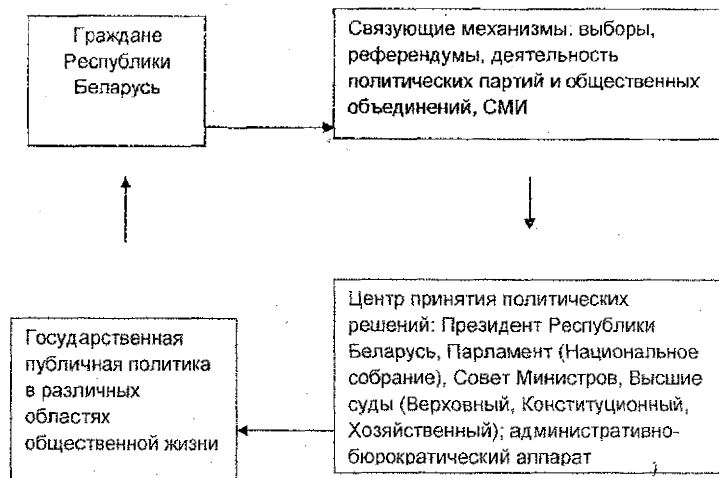 Граждане
Республики
Беларусь
Связующие механизмы: выборы,
референдумы, деятельность
политических партий и общественных
объединений, СМИ
Центр принятия политических
решений: Президент Республики
Беларусь, Парламент (Национальное
собрание), Совет Министров, Высшие
суды (Верховный, Конституционный,
Хозяйственный); административно-
бюрократический аппарат
Государственная
публичная политика
в различных
областях
общественной жизни